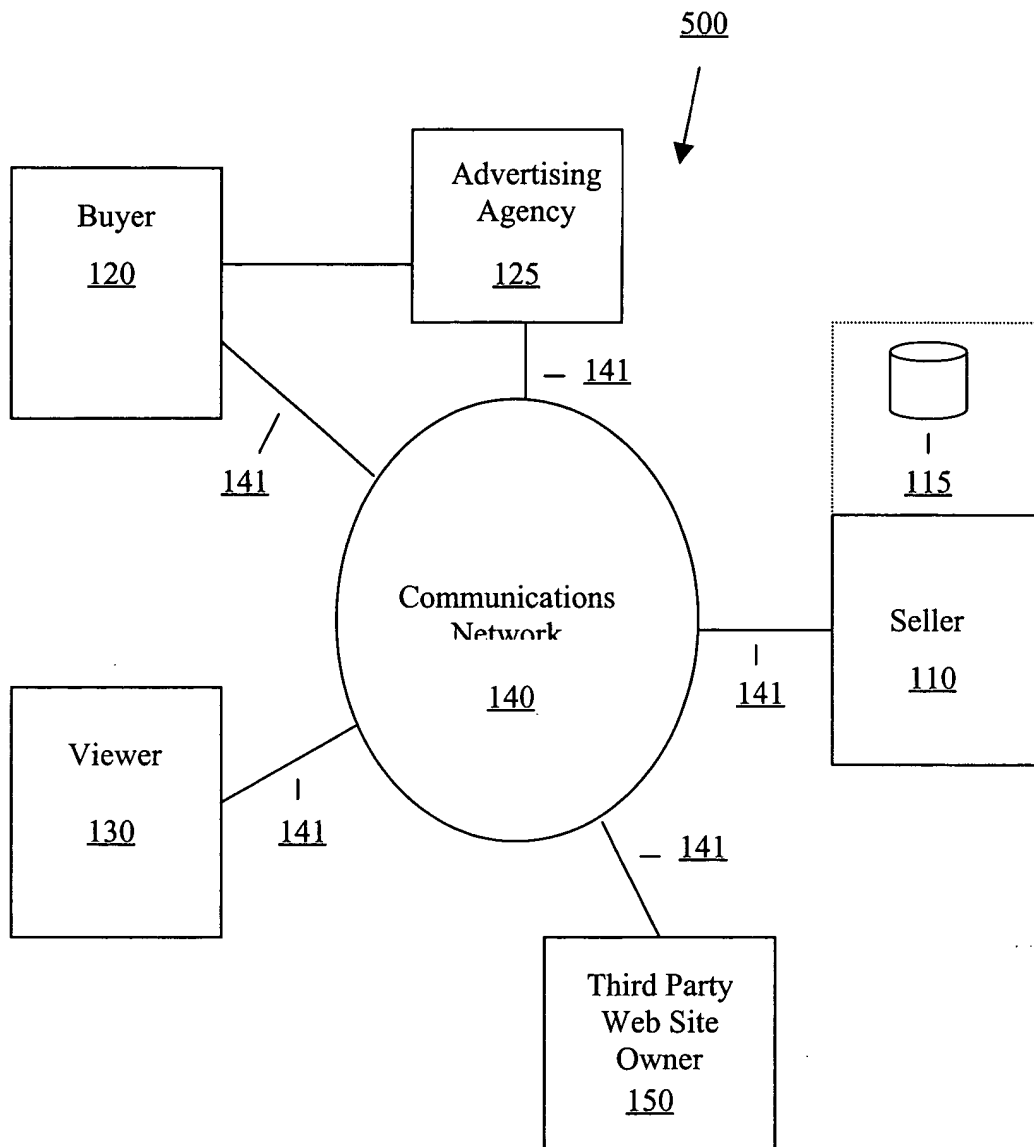 500
Advertising
Agency
125
Buyer
120
141
141
115
Communications
Network
140
Seller
110
141
Viewer
130
141
141
Third Party
Web Site
Owner
150